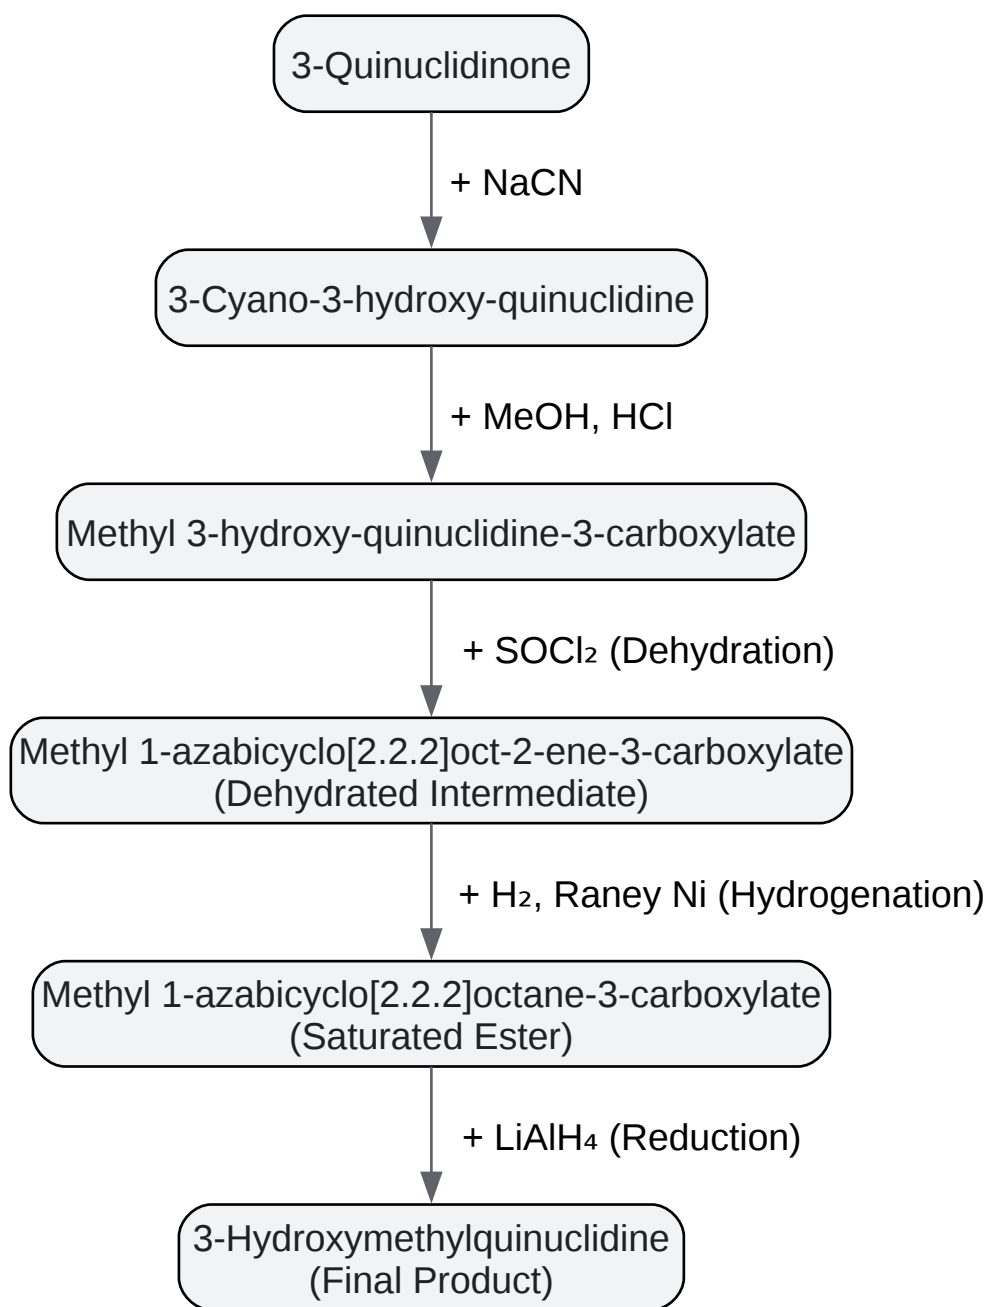 3-Quinuclidinone
+ NaCN
3-Cyano-3-hydroxy-quinuclidine
+ MeOH, HCl
Methyl 3-hydroxy-quinuclidine-3-carboxylate
+ SOCl₂ (Dehydration)
Methyl 1-azabicyclo[2.2.2]oct-2-ene-3-carboxylate
(Dehydrated Intermediate)
+ H₂, Raney Ni (Hydrogenation)
Methyl 1-azabicyclo[2.2.2]octane-3-carboxylate
(Saturated Ester)
+ LiAlH₄ (Reduction)
3-Hydroxymethylquinuclidine
(Final Product)